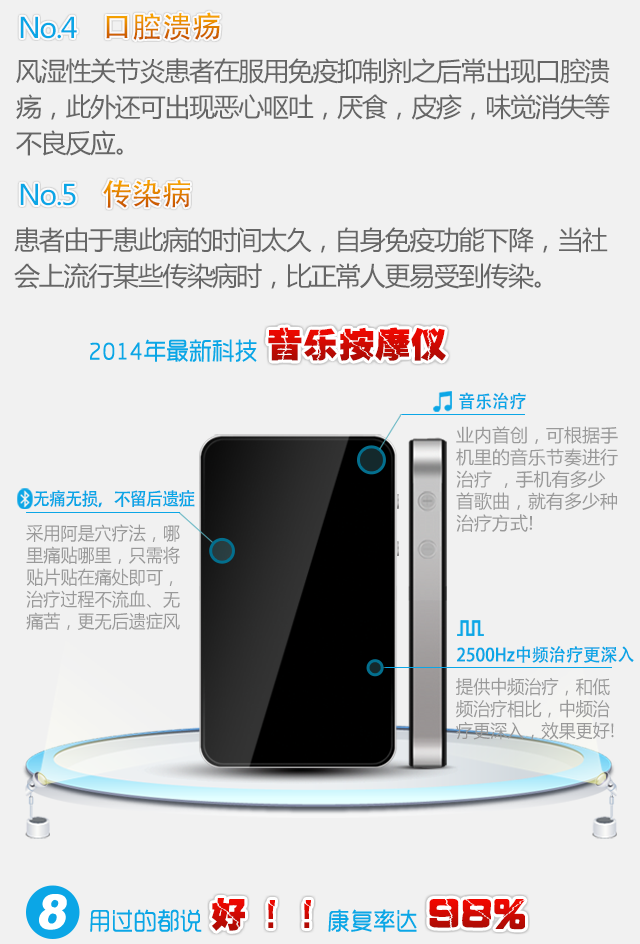 No.4 口腔溃疡
风湿性关节炎患者在服用免疫抑制剂之后常出现口腔溃
疡，此外还可出现恶心呕吐，厌食，皮疹，味觉消失等
不良反应。
No.5 传染病
患者由于患此病的时间太久，自身免疫功能下降，当社
会上流行某些传染病时，比正常人更易受到传染。
2014年最新科技 音乐按摩仪
音乐治疗
业内首创，可根据手
机里的音乐节奏进行
治疗 ，手机有多少
首歌曲，就有多少种
治疗方式!
无痛无损，不留后遗症
采用阿是穴疗法，哪
里痛贴哪里，只需将
贴片贴在痛处即可，
治疗过程不流血、无
痛苦，更无后遗症风
2500Hz中频治疗更深入
提供中频治疗，和低
频治疗相比，中频治
疗更深入，效果更好!
8 用过的都说 好！！ 康复率达 98%